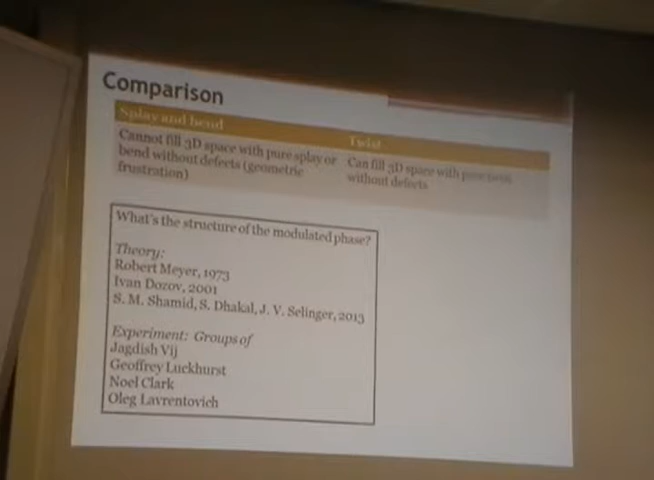 Comparison
Splay and bend
Twist
Cannot fill 3D space with pure splay or
bend without defects (geometric
frustration)
Can fill 3D space with pure twist
without defects
What's the structure of the modulated phase?
Theory:
Robert Meyer, 1973
Ivan Dozov, 2001
S. M. Shamid, S. Dhakal, J. V. Selinger, 2013
Experiment: Groups of
Jagdish Vij
Geoffrey Luckhurst
Noel Clark
Oleg Lavrentovich